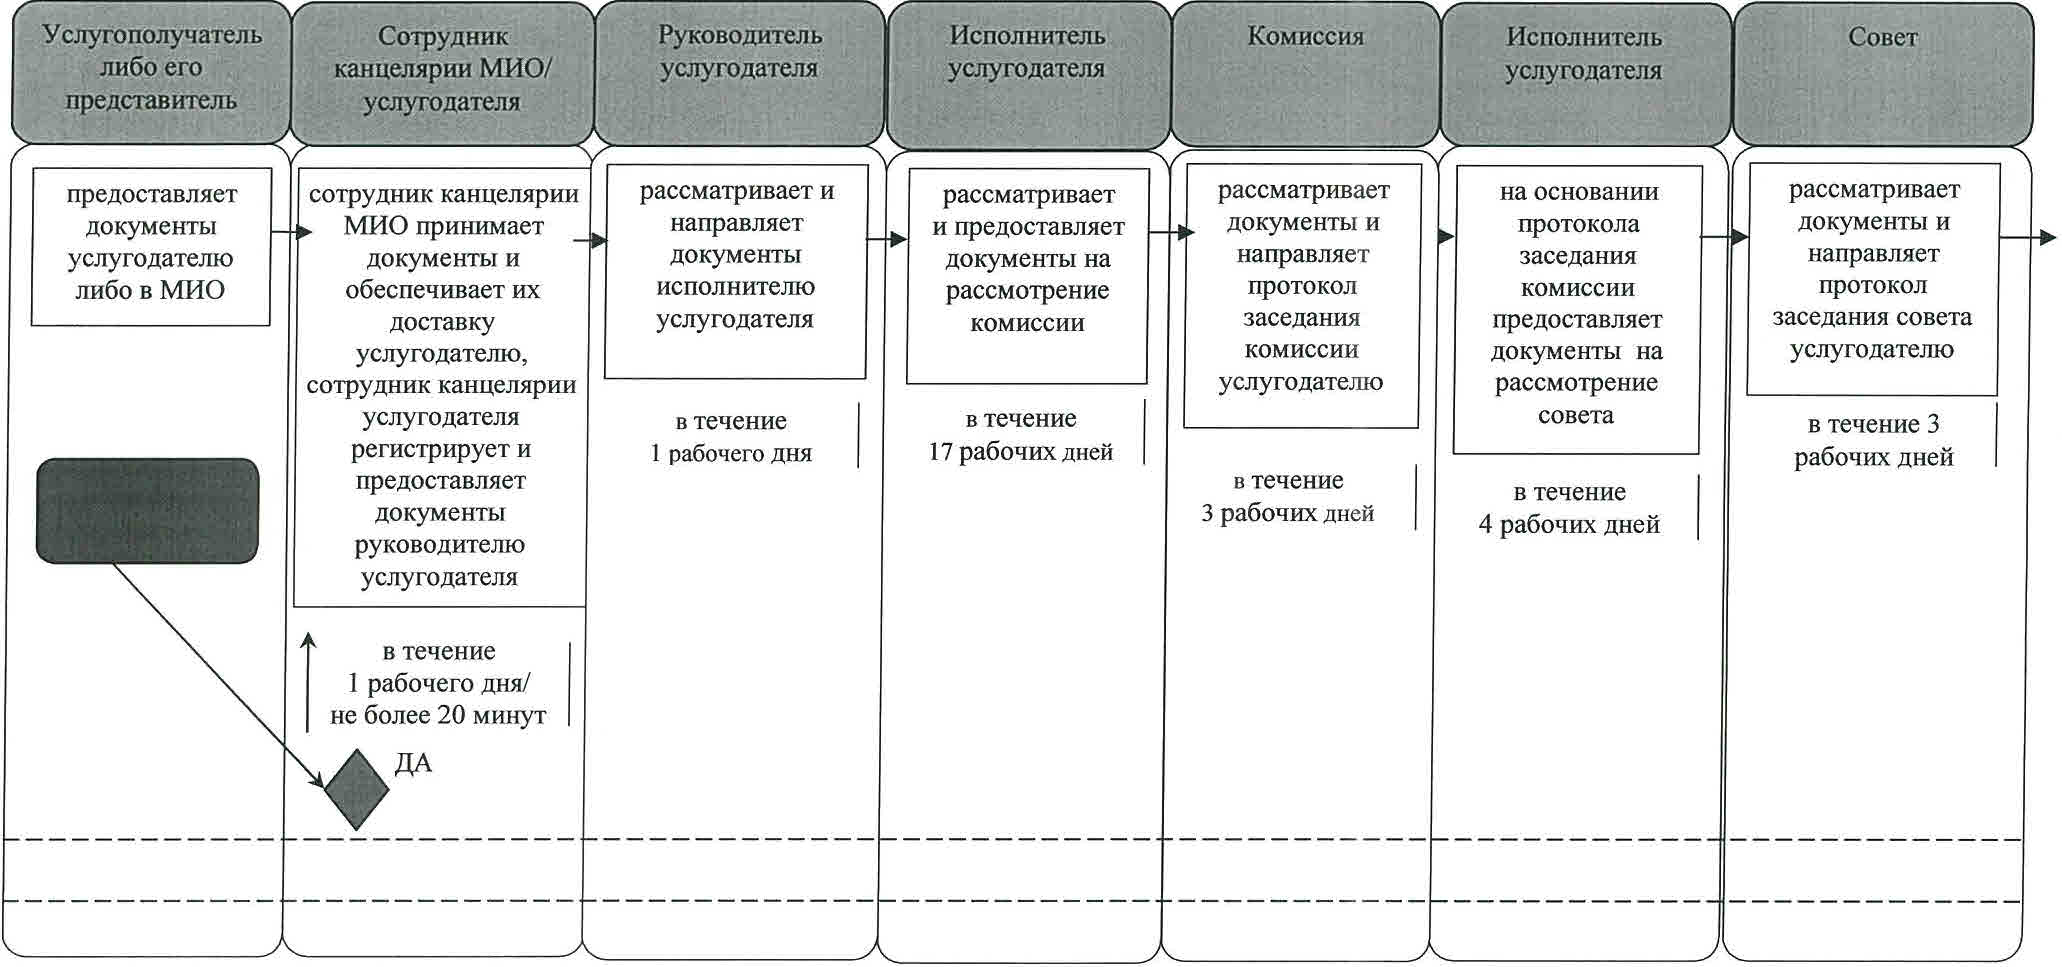 Услугополучатель
либо его
представитель
Сотрудник
канцелярии МИО/
услугодателя
Руководитель
услугодателя
Исполнитель
услугодателя
Комиссия
Исполнитель
услугодателя
Совет
предоставляет
документы
услугодателю
либо в МИО
сотрудник канцелярии
МИО принимает
документы и
обеспечивает их
доставку
услугодателю,
сотрудник канцелярии
услугодателя
регистрирует и
предоставляет
документы
руководителю
услугодателя
в течение
1 рабочего дня/
не более 20 минут
ДА
рассматривает и
направляет
документы
исполнителю
услугодателя
в течение
1 рабочего дня
рассматривает
и предоставляет
документы на
рассмотрение
комиссии
в течение
17 рабочих дней
рассматривает
документы и
направляет
протокол
заседания
комиссии
услугодателю
в течение
3 рабочих дней
на основании
протокола
заседания
комиссии
предоставляет
документы на
рассмотрение
совета
в течение
4 рабочих дней
рассматривает
документы и
направляет
протокол
заседания совета
услугодателю
в течение 3
рабочих дней